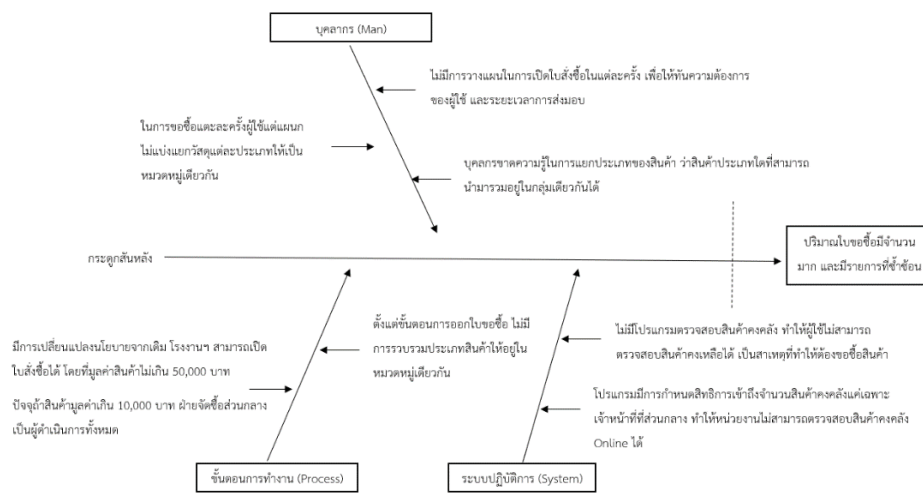 บุคลากร (Man)
ไม่มีการวางแผนในการเปิดใบสั่งซื้อในแต่ละครั้ง เพื่อให้ทันความต้องการ
ของผู้ใช้ และระยะเวลาการส่งมอบ
ในการขอซื้อแตะละครั้งผู้ใช้แต่แผนก
ไม่แบ่งแยกวัสดุแต่ละประเภทให้เป็น
หมวดหมู่เดียวกัน
บุคลกรขาดความรู้ในการแยกประเภทของสินค้า ว่าสินค้าประเภทใดที่สามารถ
นำมารวมอยู่ในกลุ่มเดียวกันได้
กระดูกสันหลัง
ปริมาณใบขอซื้อมีจำนวน
มาก และมีรายการที่ซ้ำซ้อน
ตั้งแต่ขั้นตอนการออกใบขอซื้อ ไม่มี
การรวบรวมประเภทสินค้าให้อยู่ใน
หมวดหมู่เดียวกัน
มีการเปลี่ยนแปลงนโยบายจากเดิม โรงงานฯ สามารถเปิด
ใบสั่งซื้อได้ โดยที่มูลค่าสินค้าไม่เกิน 50,000 บาท
ปัจจุถ้าสินค้ามูลค่าเกิน 10,000 บาท ฝ่ายจัดซื้อส่วนกลาง
เป็นผู้ดำเนินการทั้งหมด
ไม่มีโปรแกรมตรวจสอบสินค้าคงคลัง ทำให้ผู้ใช้ไม่สามารถ
ตรวจสอบสินค้าคงเหลือได้ เป็นสาเหตุที่ทำให้ต้องขอซื้อสินค้า
โปรแกรมมีการกำหนดสิทธิการเข้าถึงจำนวนสินค้าคงคลังแค่เฉพาะ
เจ้าหน้าที่ที่ส่วนกลาง ทำให้หน่วยงานไม่สามารถตรวจสอบสินค้าคงคลัง
Online ได้
ขั้นตอนการทำงาน (Process)
ระบบปฏิบัติการ (System)